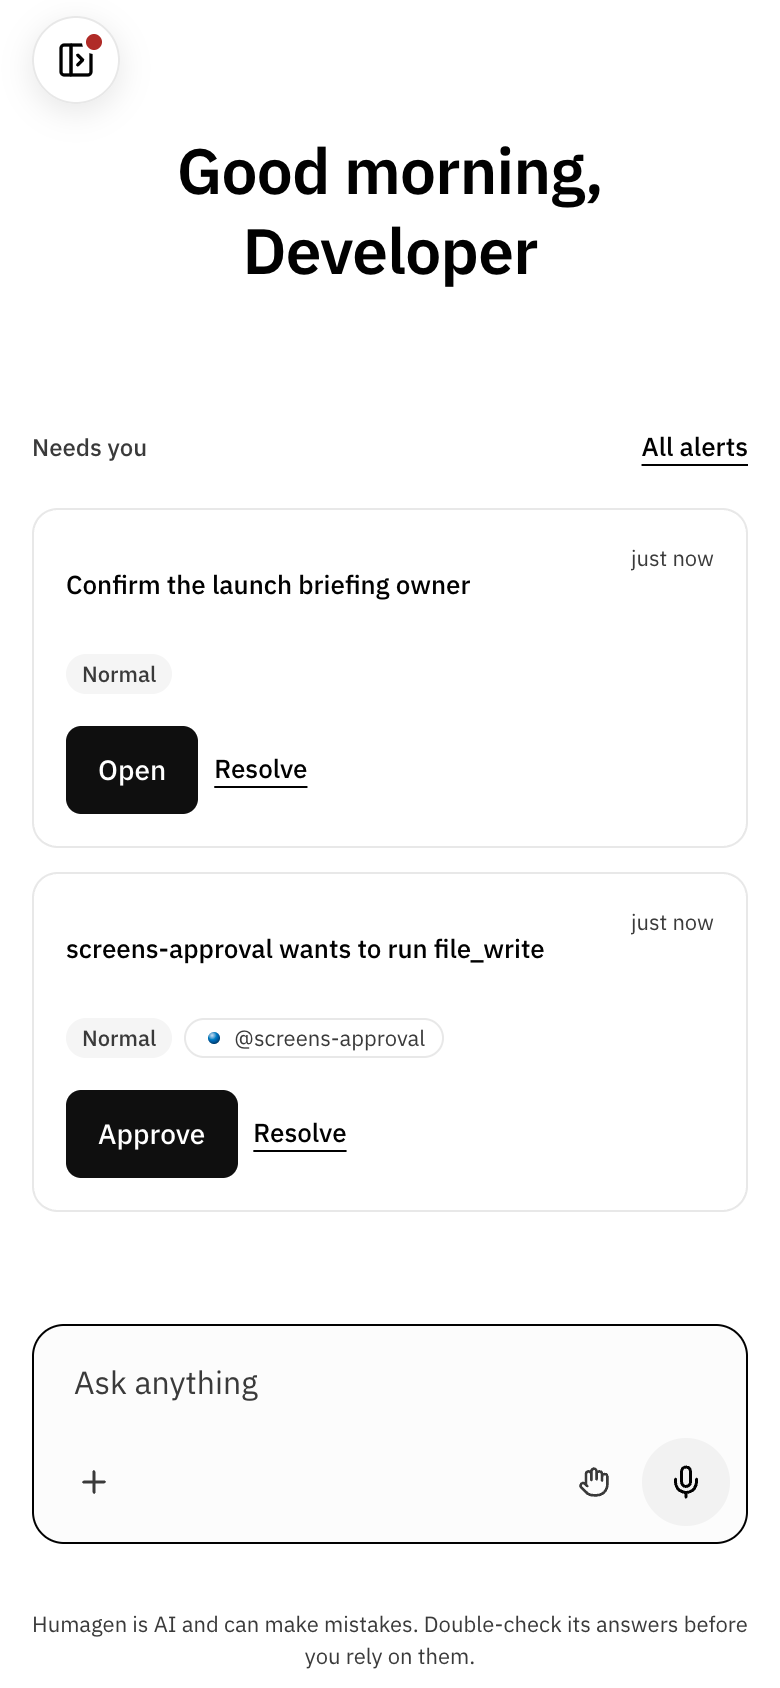 Good morning,
Developer
Needs you
All alerts
just now
Confirm the launch briefing owner
Normal
Open
Resolve
just now
screens-approval wants to run file_write
Normal
@screens-approval
Approve
Resolve
Ask anything
Humagen is AI and can make mistakes. Double-check its answers before
you rely on them.